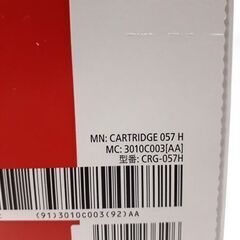 MN: CARTRIDGE 057 H
MC: 3010C003[AA]
型番: CRG-057H
(91)3010C003(92)AA